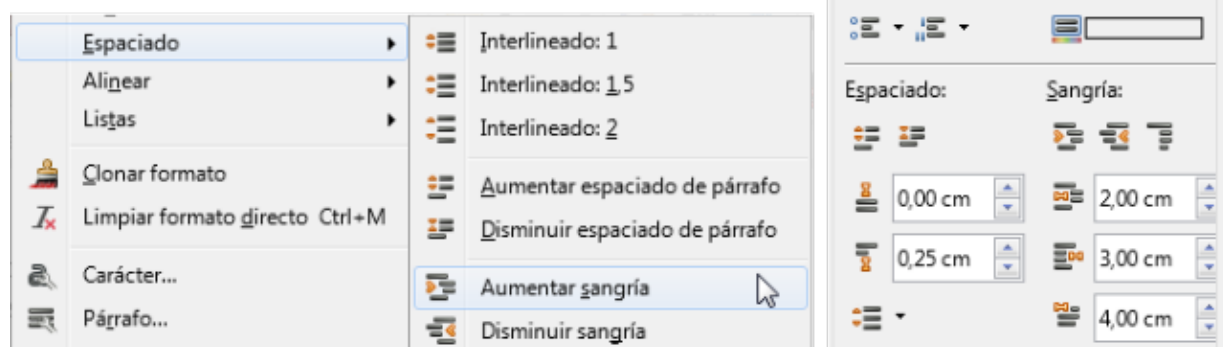 Espaciado
Alinear
Listas
Clonar formato
Limpiar formato directo Ctrl+M
Carácter...
Párrafo...
Interlineado: 1
Interlineado: 1,5
Interlineado: 2
Aumentar espaciado de párrafo
Disminuir espaciado de párrafo
Aumentar sangría
Disminuir sangría
Espaciado: Sangría:
0,00 cm 2,00 cm
0,25 cm 3,00 cm
4,00 cm